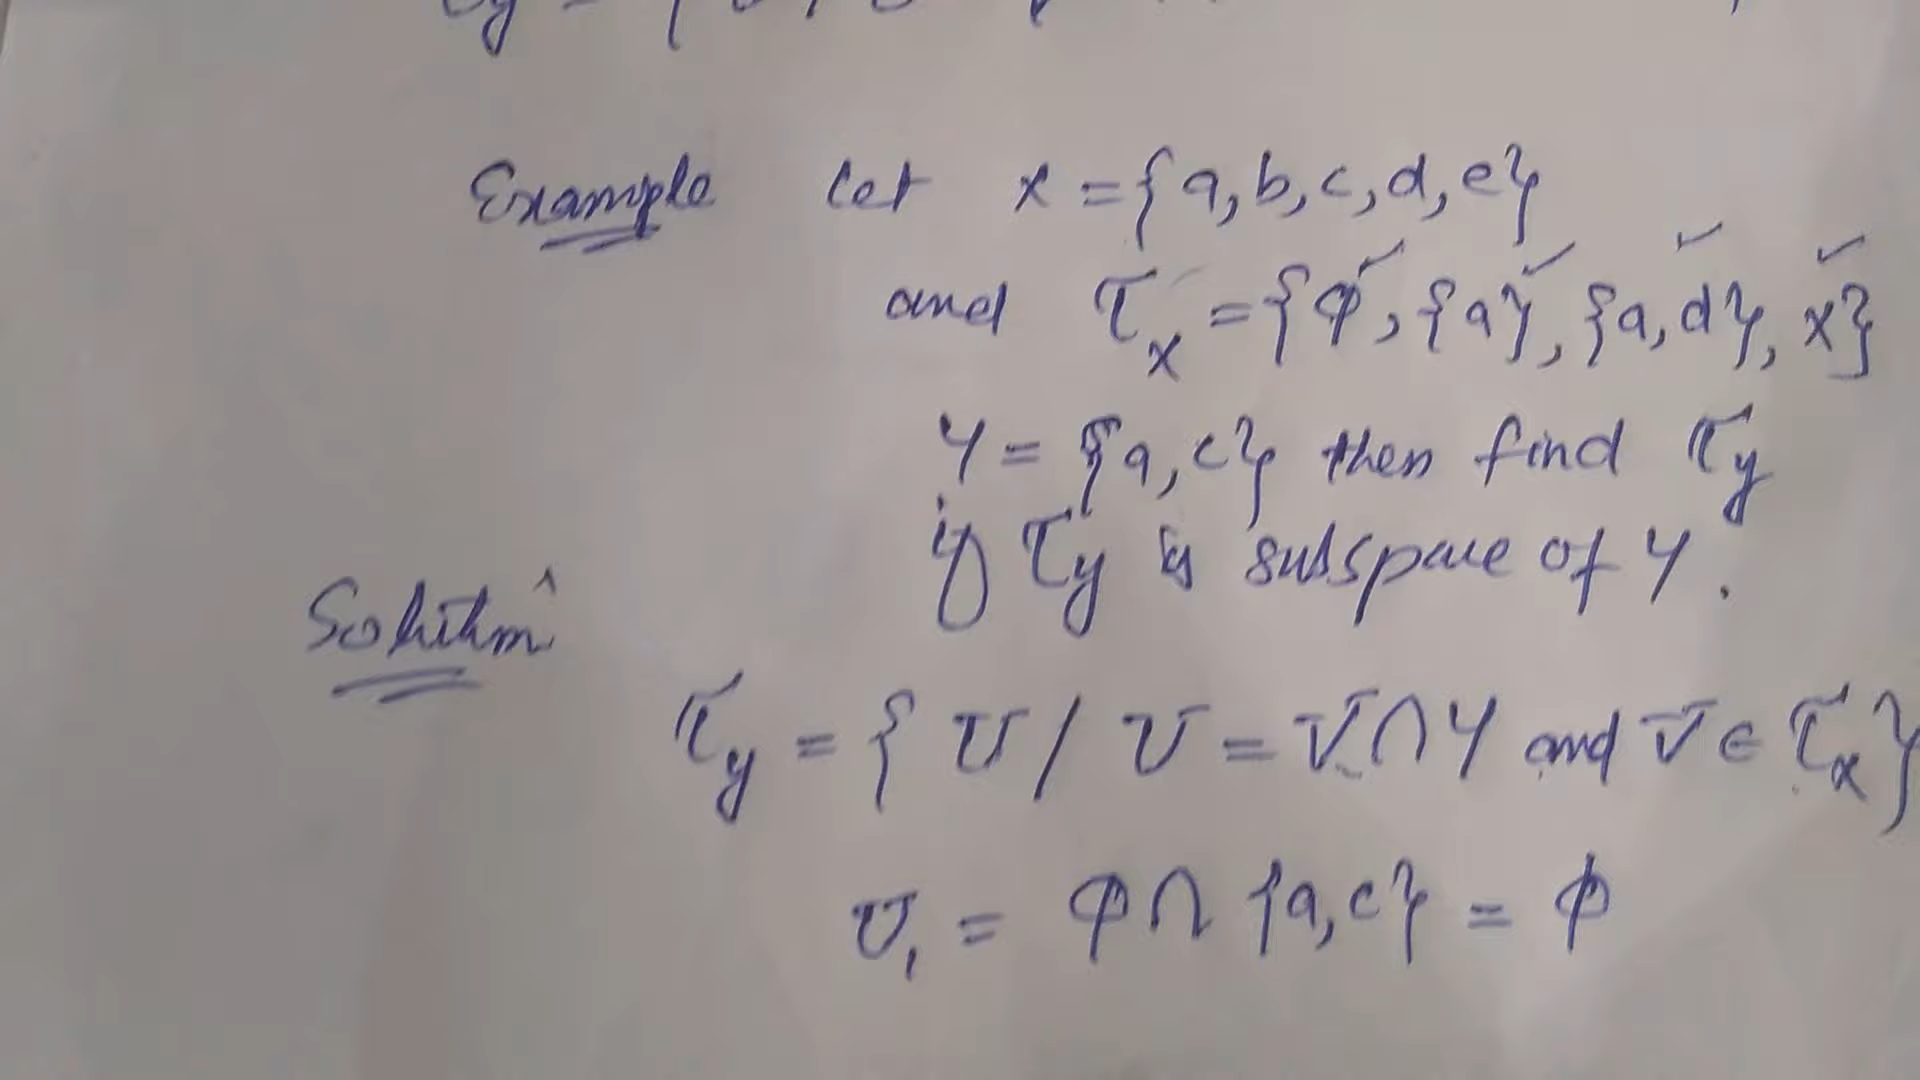 Example let x = {a, b, c, d, e}
and τx = {φ, {a}, {a, d}, x}
Y = {a, c} then find τy
if τy is subspace of Y.
Solution
τy = { U / U = V ∩ Y and V ∈ τx}
U1 = φ ∩ {a, c} = φ